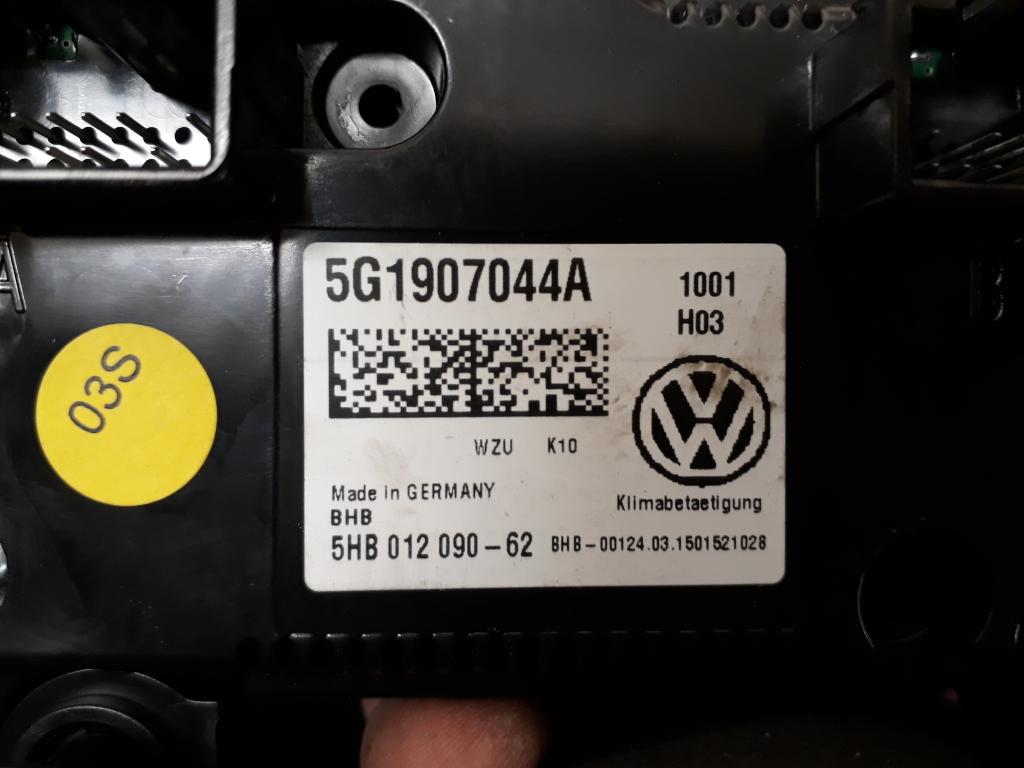 5G1907044A
1001
H03
WZU K10
Made in GERMANY
BHB
5HB 012 090-62
Klimabetaetigung
BHB-00124.03.1501521028
03S
A
B